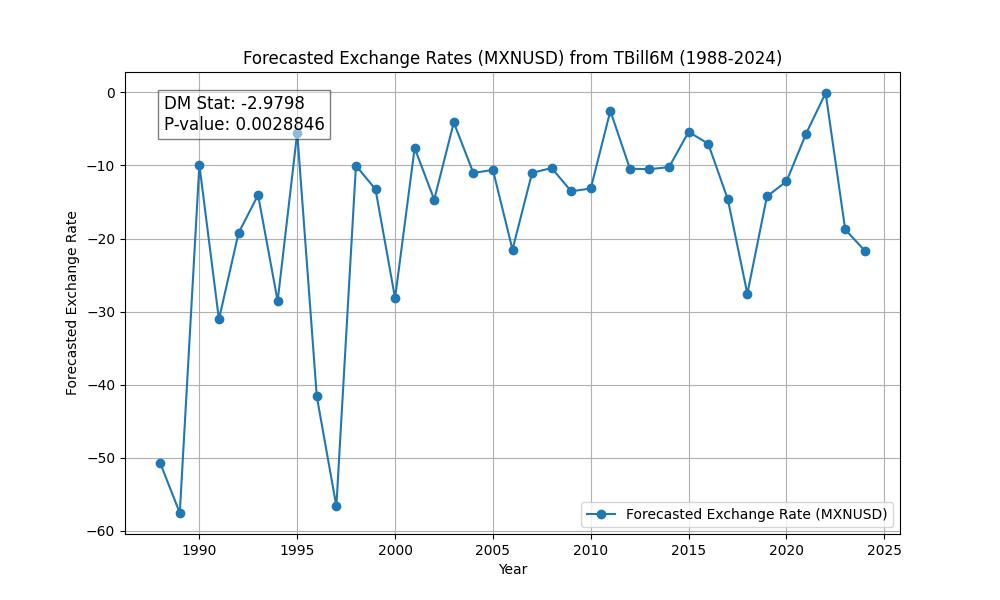 Forecasted Exchange Rates (MXNUSD) from TBill6M (1988-2024)
DM Stat: -2.9798
P-value: 0.0028846
Forecasted Exchange Rate
0
−10
−20
−30
−40
−50
−60
Forecasted Exchange Rate (MXNUSD)
1990 1995 2000 2005 2010 2015 2020 2025
Year